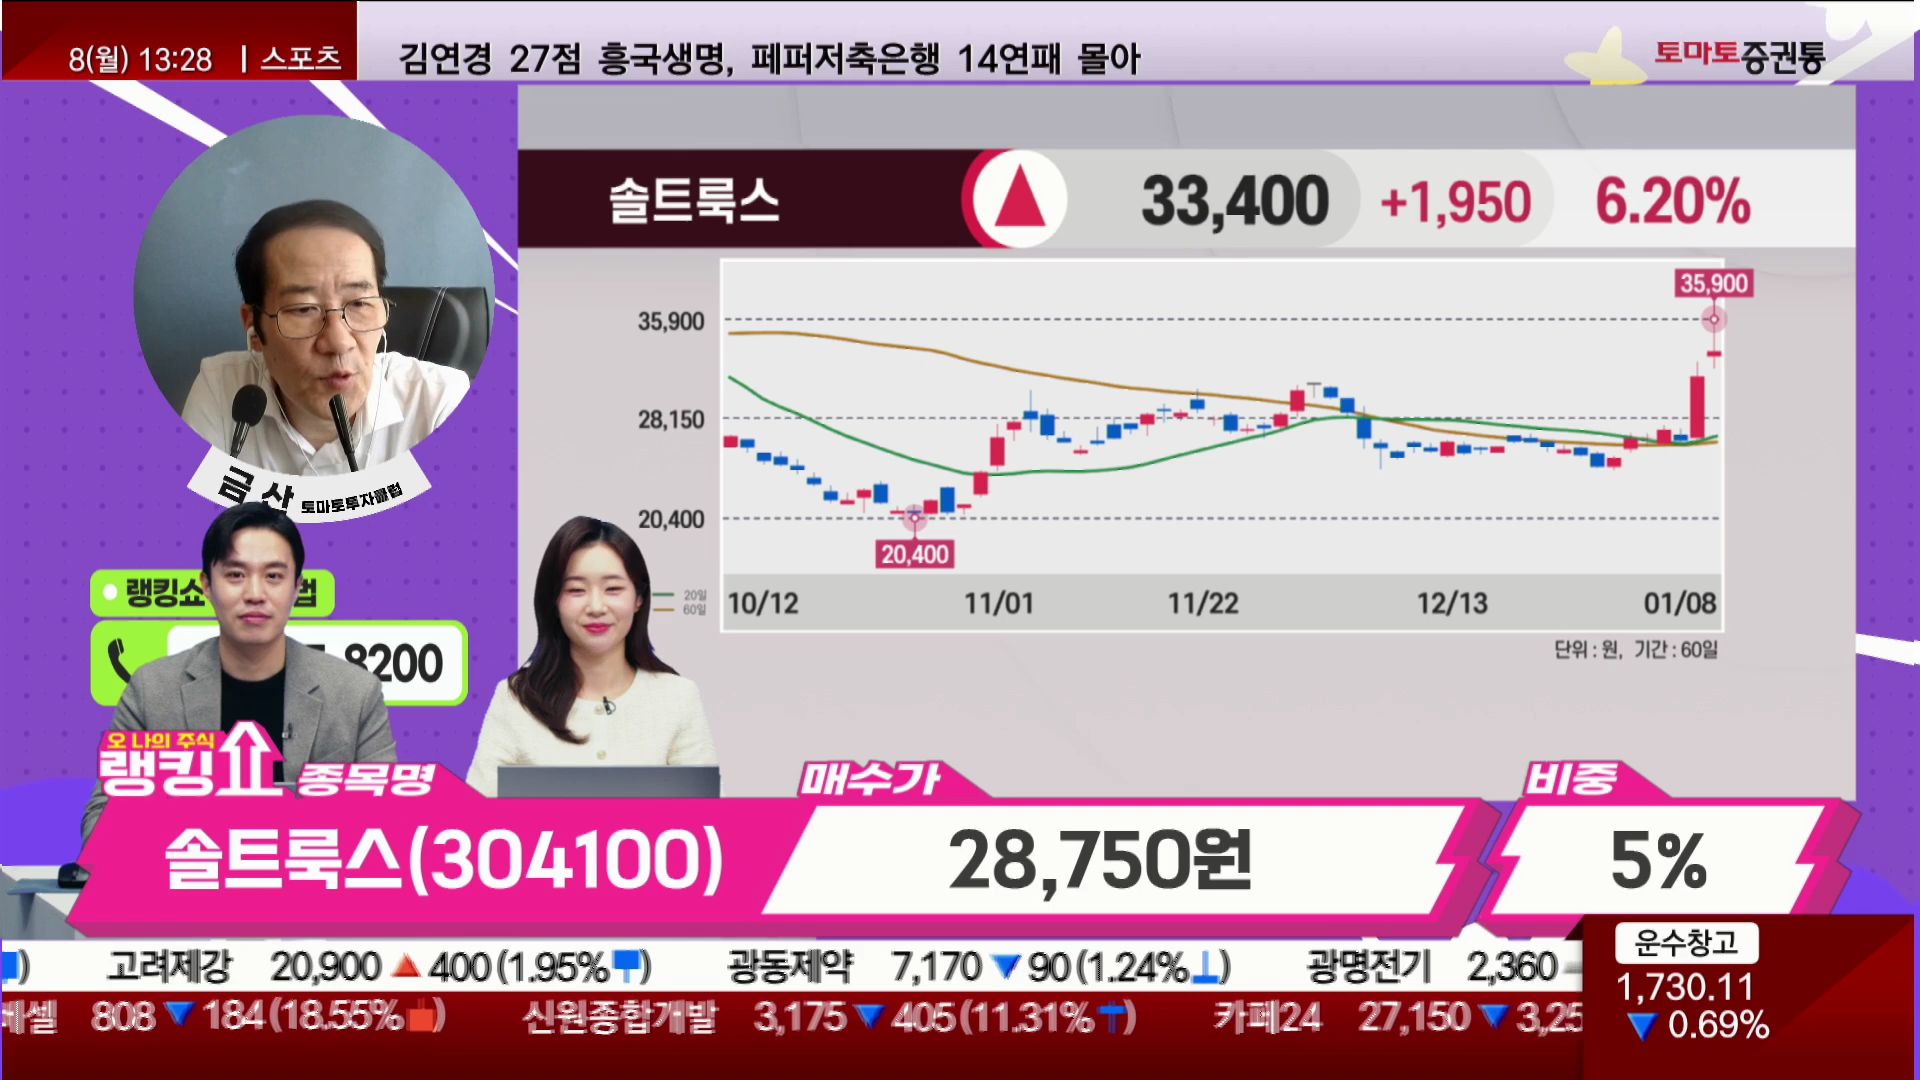 8(월) 13:28 | 스포츠
김연경 27점 흥국생명, 페퍼저축은행 14연패 몰아
토마토증권통
솔트룩스 33,400 +1,950 6.20%
35,900
35,900
28,150
20,400
20,400
20일
60일
10/12 11/01 11/22 12/13 01/08
단위 : 원, 기간 : 60일
금 산 토마토투자클럽
랭킹쇼
8200
오 나의 주식
랭킹쇼
종목명 매수가 비중
솔트룩스(304100) 28,750원 5%
고려제강 20,900 ▲ 400 (1.95%) 광동제약 7,170 ▼ 90 (1.24%) 광명전기 2,360
808 ▼ 184 (18.55%) 신원종합개발 3,175 ▼ 405 (11.31%) 카페24 27,150 ▼ 3,25
운수창고
1,730.11
▼ 0.69%